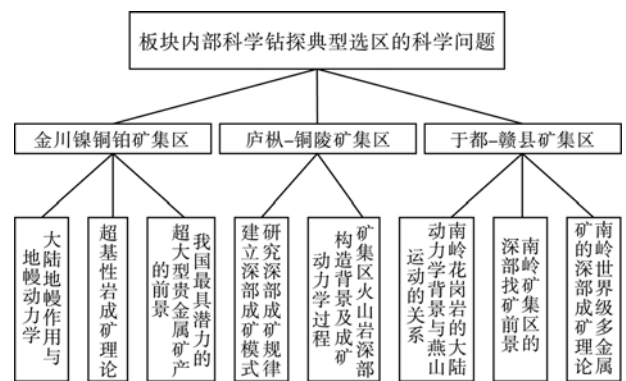 板块内部科学钻探典型选区的科学问题
金川镍铜铂矿集区
庐枞-铜陵矿集区
于都-赣县矿集区
大陆地幔作用与
地幔动力学
超基性岩成矿理论
我国最具潜力的
超大型贵金属矿产
的前景
研究深部成矿规律
建立深部成矿模式
矿集区火山岩深部
构造背景及成矿
动力学过程
南岭花岗岩的大陆
动力学背景与燕山
运动的关系
南岭矿集区的
深部找矿前景
南岭世界级多金属
矿的深部成矿理论